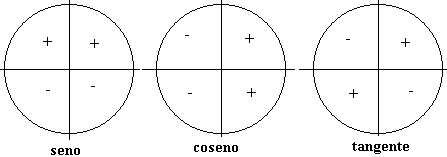 + + - + - +
- - - + + -
seno coseno tangente